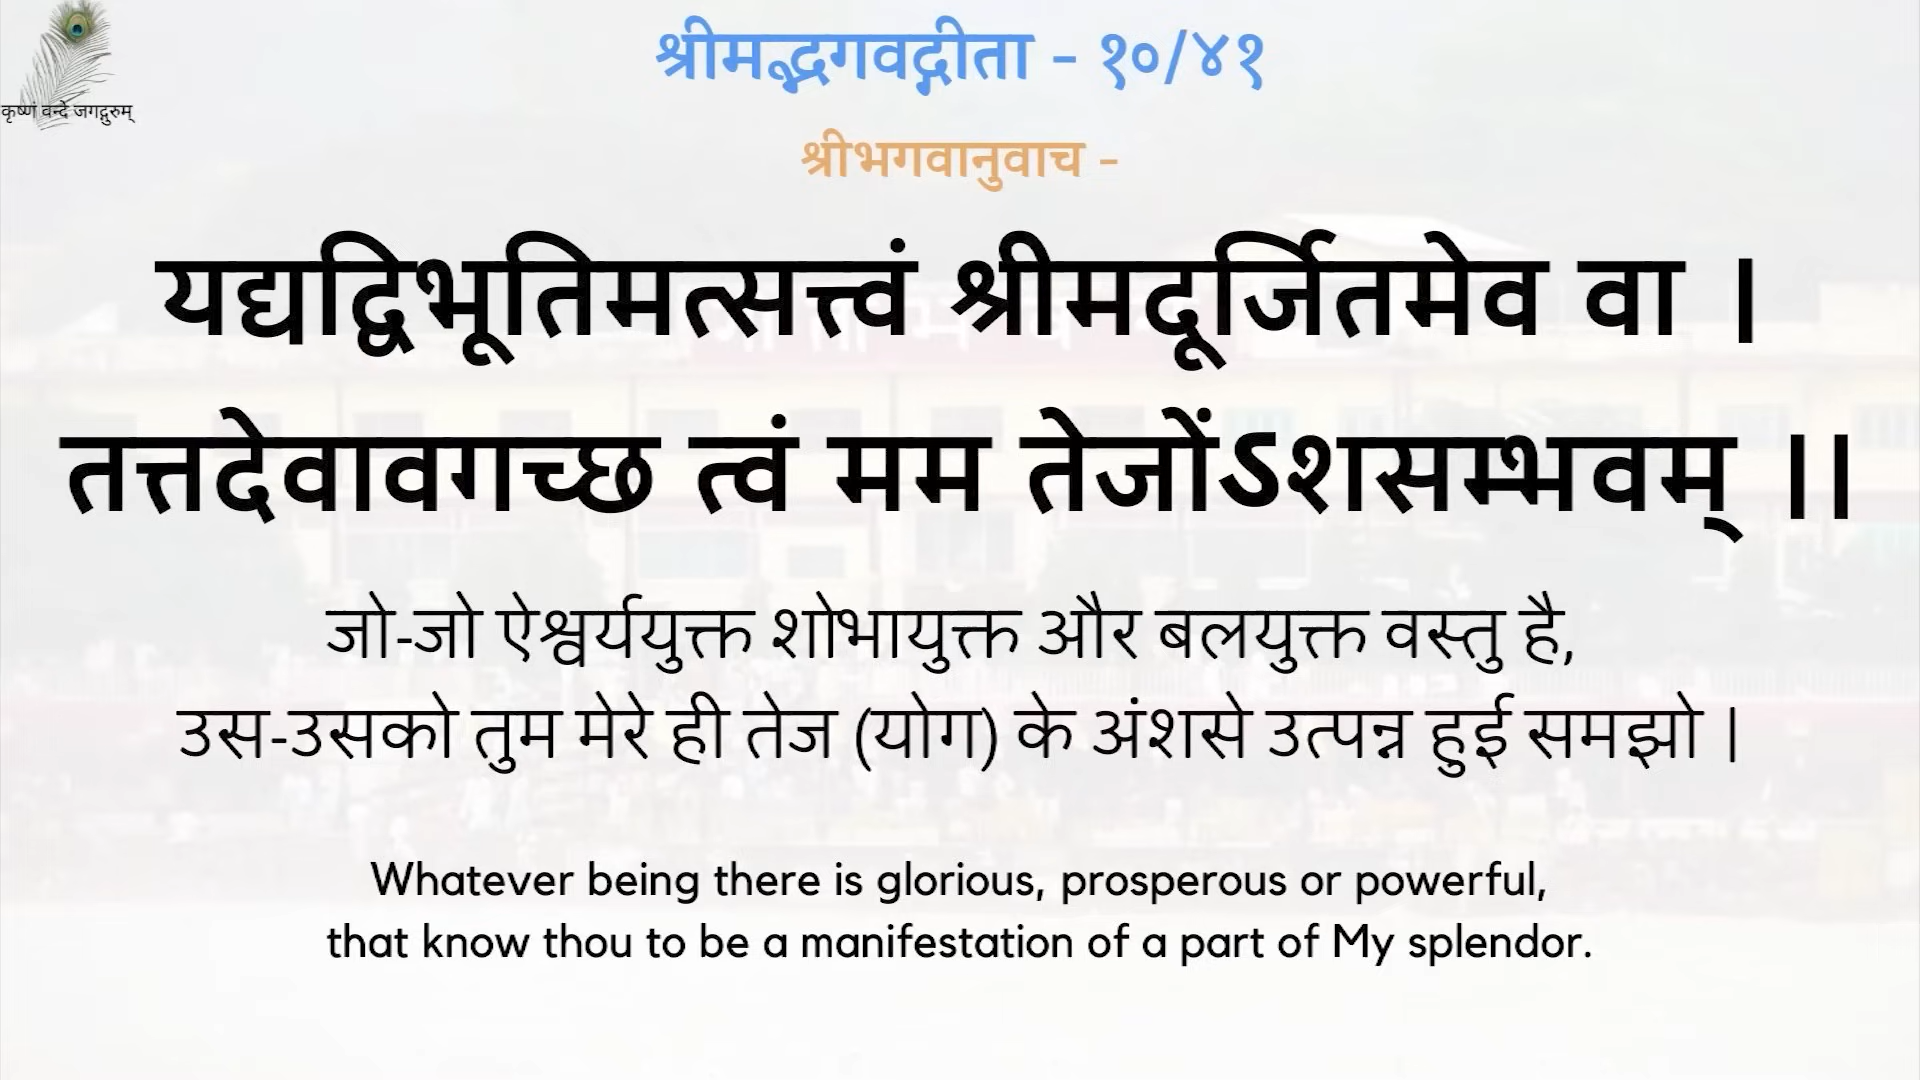 श्रीमद्भगवद्गीता - १०/४१
कृष्णं वन्दे जगद्गुरुम्
श्रीभगवानुवाच -
यद्यद्विभूतिमत्सत्त्वं श्रीमदूर्जितमेव वा ।
तत्तदेवावगच्छ त्वं मम तेजोंऽशसम्भवम् ।।
जो-जो ऐश्वर्ययुक्त शोभायुक्त और बलयुक्त वस्तु है,
उस-उसको तुम मेरे ही तेज (योग) के अंशसे उत्पन्न हुई समझो ।
Whatever being there is glorious, prosperous or powerful,
that know thou to be a manifestation of a part of My splendor.